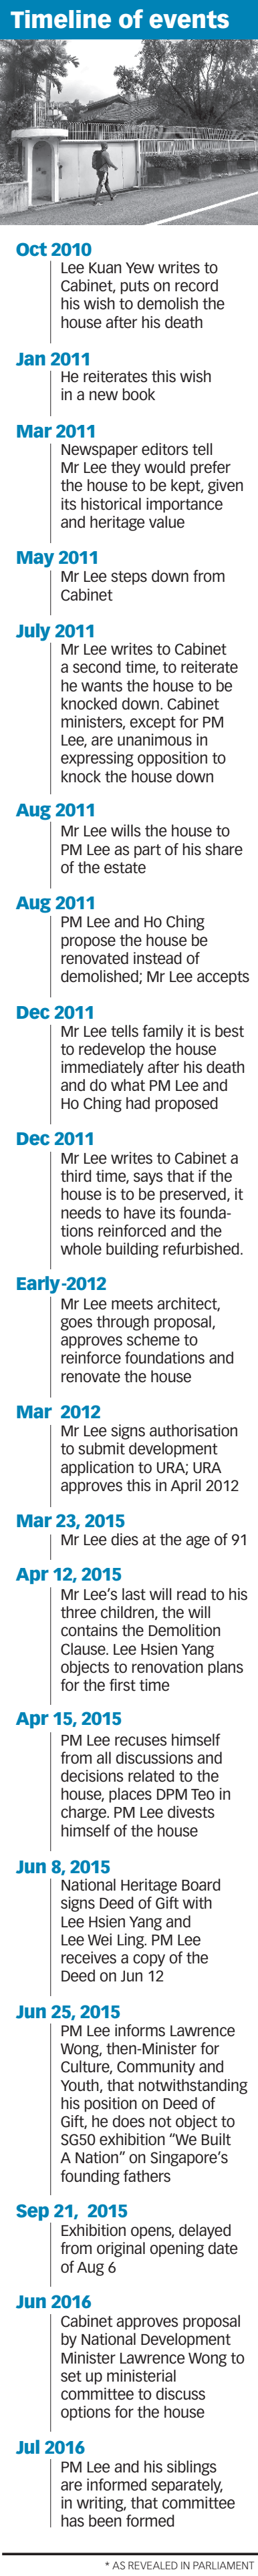 Timeline of events
Oct 2010
Lee Kuan Yew writes to
Cabinet, puts on record
his wish to demolish the
house after his death
Jan 2011
He reiterates this wish
in a new book
Mar 2011
Newspaper editors tell
Mr Lee they would prefer
the house to be kept, given
its historical importance
and heritage value
May 2011
Mr Lee steps down from
Cabinet
July 2011
Mr Lee writes to Cabinet
a second time, to reiterate
he wants the house to be
knocked down. Cabinet
ministers, except for PM
Lee, are unanimous in
expressing opposition to
knock the house down
Aug 2011
Mr Lee wills the house to
PM Lee as part of his share
of the estate
Aug 2011
PM Lee and Ho Ching
propose the house be
renovated instead of
demolished; Mr Lee accepts
Dec 2011
Mr Lee tells family it is best
to redevelop the house
immediately after his death
and do what PM Lee and
Ho Ching had proposed
Dec 2011
Mr Lee writes to Cabinet a
third time, says that if the
house is to be preserved, it
needs to have its founda-
tions reinforced and the
whole building refurbished.
Early-2012
Mr Lee meets architect,
goes through proposal,
approves scheme to
reinforce foundations and
renovate the house
Mar 2012
Mr Lee signs authorisation
to submit development
application to URA; URA
approves this in April 2012
Mar 23, 2015
Mr Lee dies at the age of 91
Apr 12, 2015
Mr Lee's last will read to his
three children, the will
contains the Demolition
Clause. Lee Hsien Yang
objects to renovation plans
for the first time
Apr 15, 2015
PM Lee recuses himself
from all discussions and
decisions related to the
house, places DPM Teo in
charge. PM Lee divests
himself of the house
Jun 8, 2015
National Heritage Board
signs Deed of Gift with
Lee Hsien Yang and
Lee Wei Ling. PM Lee
receives a copy of the
Deed on Jun 12
Jun 25, 2015
PM Lee informs Lawrence
Wong, then-Minister for
Culture, Community and
Youth, that notwithstanding
his position on Deed of
Gift, he does not object to
SG50 exhibition "We Built
A Nation" on Singapore's
founding fathers
Sep 21, 2015
Exhibition opens, delayed
from original opening date
of Aug 6
Jun 2016
Cabinet approves proposal
by National Development
Minister Lawrence Wong to
set up ministerial
committee to discuss
options for the house
Jul 2016
PM Lee and his siblings
are informed separately,
in writing, that committee
has been formed
* AS REVEALED IN PARLIAMENT